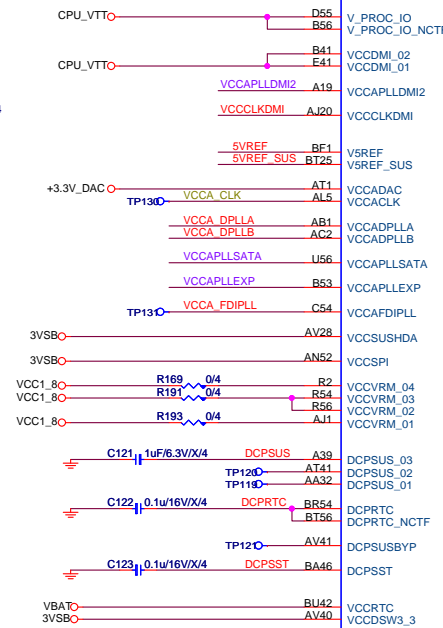 CPU_VTT D55 V_PROC_IO
B56 V_PROC_IO_NCTF
B41 VCCDMI_02
CPU_VTT E41 VCCDMI_01
VCCAPLLDMI2 A19 VCCAPLLDMI2
VCCCLKDMI AJ20 VCCCLKDMI
5VREF BF1 V5REF
5VREF_SUS BT25 V5REF_SUS
+3.3V_DAC AT1 VCCADAC
TP130 VCCA_CLK AL5 VCCACLK
VCCA_DPLLA AB1 VCCADPLLA
VCCA_DPLLB AC2 VCCADPLLB
VCCAPLLSATA U56 VCCAPLLSATA
VCCAPLLEXP B53 VCCAPLLEXP
TP131 VCCA_FDIPLL C54 VCCAFDIPLL
3VSB AV28 VCCSUSHDA
3VSB AN52 VCCSPI
VCC1_8 R169 0/4 R2 VCCVRM_04
VCC1_8 R191 0/4 R54 VCCVRM_03
R56 VCCVRM_02
VCC1_8 R193 0/4 AJ1 VCCVRM_01
C121 1uF/6.3V/X/4 DCPSUS A39 DCPSUS_03
TP120 AT41 DCPSUS_02
TP119 AA32 DCPSUS_01
C122 0.1u/16V/X/4 DCPRTC BR54 DCPRTC
BT56 DCPRTC_NCTF
TP121 AV41 DCPSUSBYP
C123 0.1u/16V/X/4 DCPSST BA46 DCPSST
VBAT BU42 VCCRTC
3VSB AV40 VCCDSW3_3